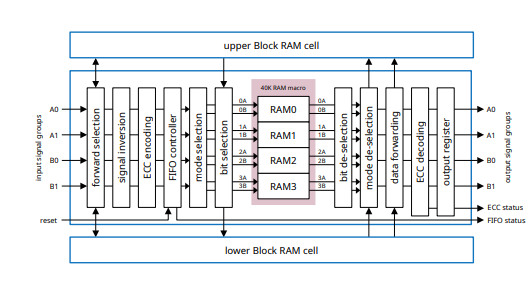 upper Block RAM cell
40K RAM macro
input signal groups
A0
A1
B0
B1
reset
forward selection
signal inversion
ECC encoding
FIFO controller
mode selection
bit selection
0A
0B
1A
1B
2A
2B
3A
3B
RAM0
RAM1
RAM2
RAM3
0A
0B
1A
1B
2A
2B
3A
3B
bit de-selection
mode de-selection
data forwarding
ECC decoding
output register
A0
A1
B0
B1
output signal groups
ECC status
FIFO status
lower Block RAM cell